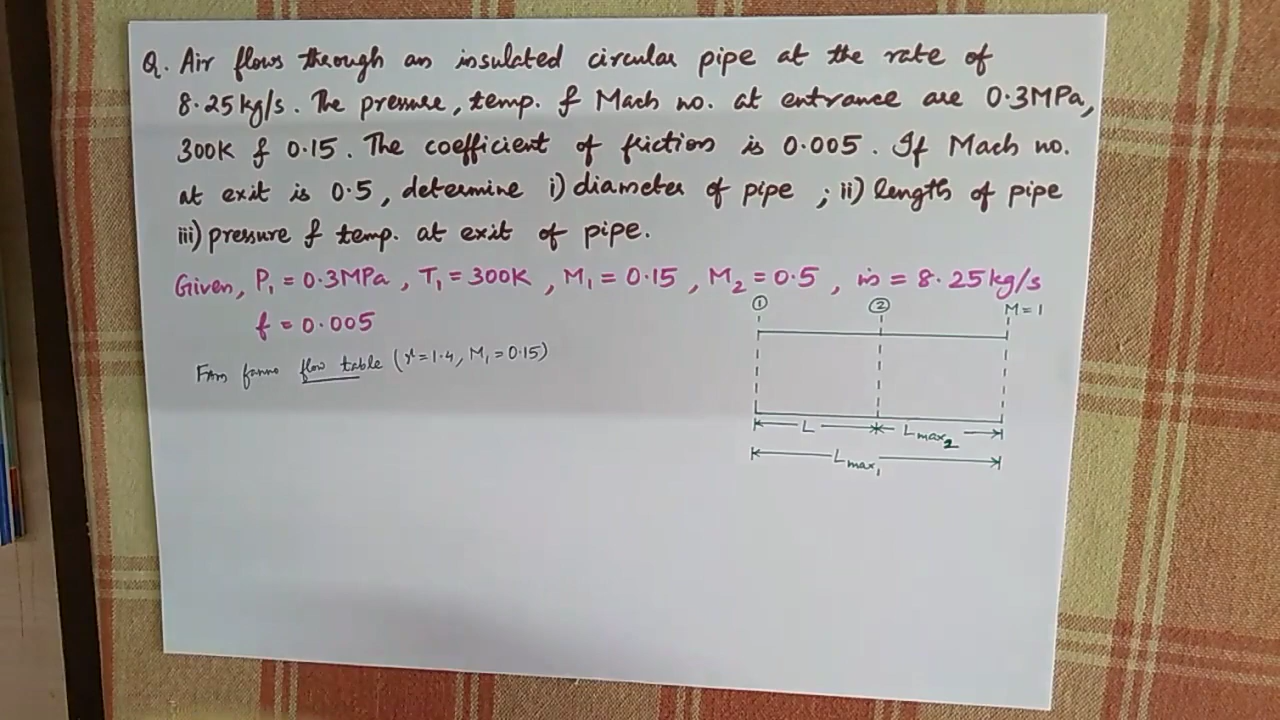 Q. Air flows through an insulated circular pipe at the rate of
8.25kg/s. The pressure, temp. & Mach no. at entrance are 0.3MPa,
300K & 0.15. The coefficient of friction is 0.005. If Mach no.
at exit is 0.5, determine i) diameter of pipe ; ii) length of pipe
iii) pressure & temp. at exit of pipe.
Given, P₁ = 0.3MPa, T₁ = 300K, M₁ = 0.15, M₂ = 0.5, ṁ = 8.25kg/s
f = 0.005
① ② M=1
From fanno flow table (γ=1.4, M₁=0.15)
L Lmax₂
Lmax₁